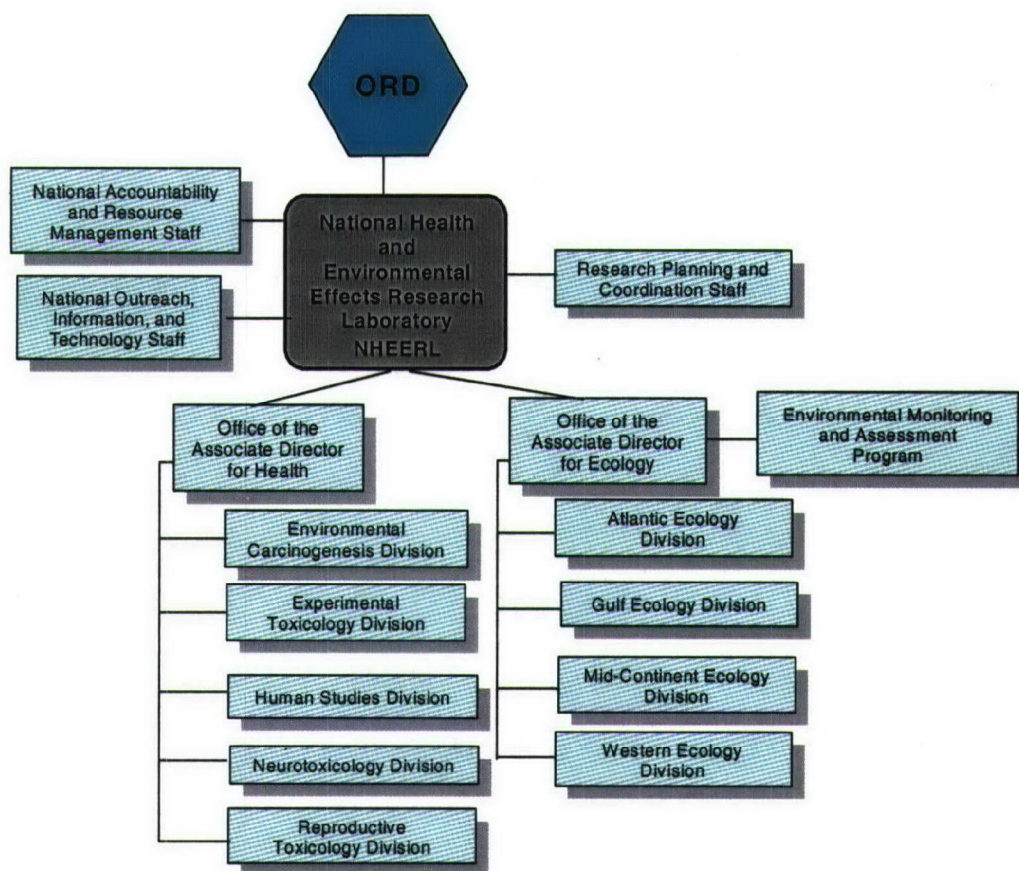 ORD
National Accountability
and Resource
Management Staff
National Health
and
Environmental
Effects Research
Laboratory
NHEERL
National Outreach,
Information, and
Technology Staff
Research Planning and
Coordination Staff
Office of the
Associate Director
for Health
Office of the
Associate Director
for Ecology
Environmental Monitoring
and Assessment
Program
Environmental
Carcinogenesis Division
Experimental
Toxicology Division
Human Studies Division
Neurotoxicology Division
Reproductive
Toxicology Division
Atlantic Ecology
Division
Gulf Ecology Division
Mid-Continent Ecology
Division
Western Ecology
Division